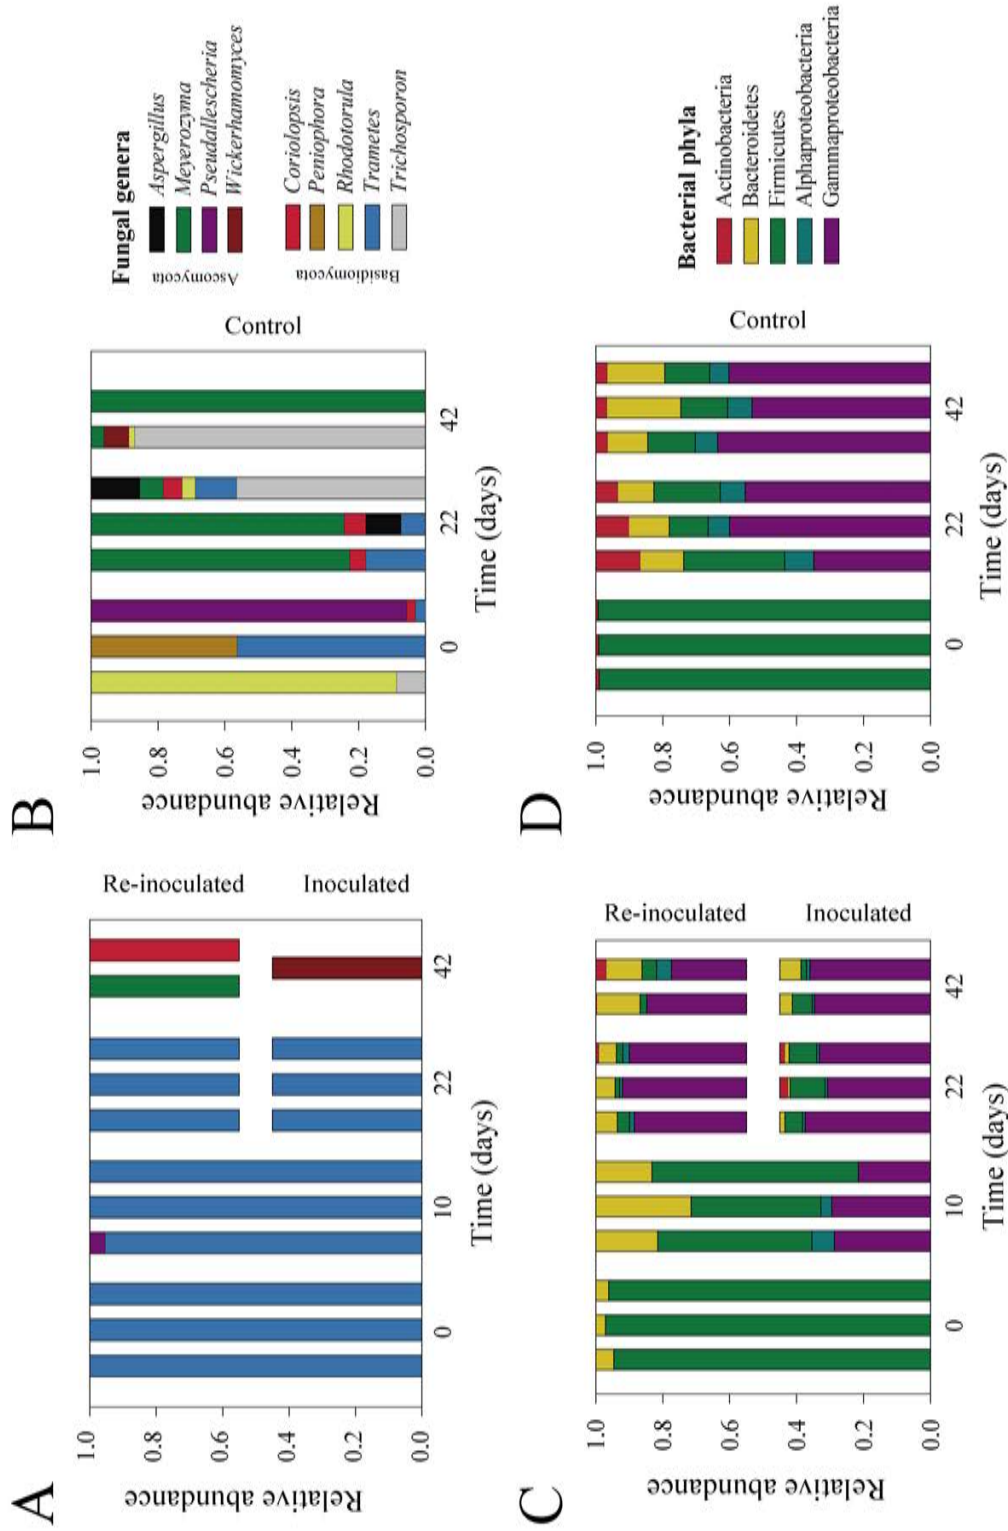 A
Re-inoculated
Inoculated
1.0
0.8
0.6
0.4
0.2
0.0
Relative abundance
0
10
22
42
Time (days)
B
Control
1.0
0.8
0.6
0.4
0.2
0.0
Relative abundance
0
22
42
Time (days)
Fungal genera
Ascomycota
Aspergillus
Meyerozyma
Pseudallescheria
Wickerhamomyces
Basidiomycota
Coriolopsis
Peniophora
Rhodotorula
Trametes
Trichosporon
C
Re-inoculated
Inoculated
1.0
0.8
0.6
0.4
0.2
0.0
Relative abundance
0
10
22
42
Time (days)
D
Control
1.0
0.8
0.6
0.4
0.2
0.0
Relative abundance
0
22
42
Time (days)
Bacterial phyla
Actinobacteria
Bacteroidetes
Firmicutes
Alphaproteobacteria
Gammaproteobacteria